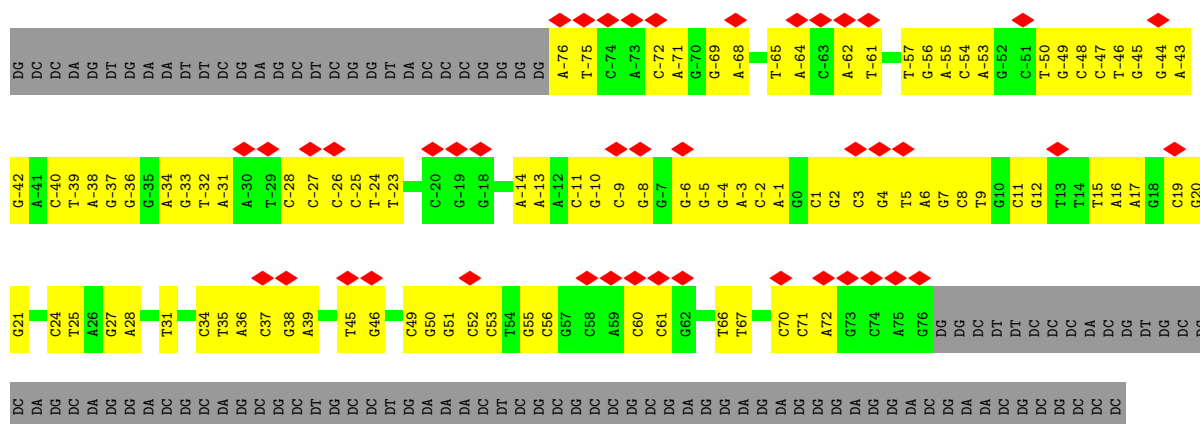 DG DC DC DA DG DT DG DA DA DT DT DC DG DA DG DC DT DC DG DG DT DA DC DC DC DG DG DG DG A-76 T-75 C-74 A-73 C-72 A-71 G-70 G-69 A-68 T-65 A-64 C-63 A-62 T-61 T-57 G-56 A-55 C-54 A-53 G-52 C-51 T-50 G-49 C-48 C-47 T-46 G-45 G-44 A-43
G-42 A-41 C-40 T-39 A-38 G-37 G-36 G-35 A-34 G-33 T-32 A-31 A-30 T-29 C-28 C-27 C-26 C-25 T-24 T-23 C-20 G-19 G-18 A-14 A-13 A-12 C-11 G-10 C-9 G-8 G-7 G-6 G-5 G-4 A-3 C-2 A-1 G0 C1 G2 C3 G4 T5 A6 G7 C8 T9 G10 C11 G12 T13 T14 T15 A16 A17 G18 C19 G20
G21 C24 T25 A26 G27 A28 T31 C34 T35 A36 C37 G38 A39 T45 G46 C49 G50 G51 C52 C53 T54 G55 C56 G57 C58 A59 C60 C61 G62 T66 T67 C70 C71 A72 G73 C74 A75 G76 DG DG DC DT DT DC DC DC DA DC DG DT DG DC DG
DC DA DG DC DA DG DG DA DC DG DC DA DG DC DG DC DT DG DC DC DT DG DA DA DA DC DT DC DG DC DG DC DC DG DC DG DA DG DG DA DG DA DG DG DG DC DA DG DG DA DC DG DA DA DC DG DC DG DC DC